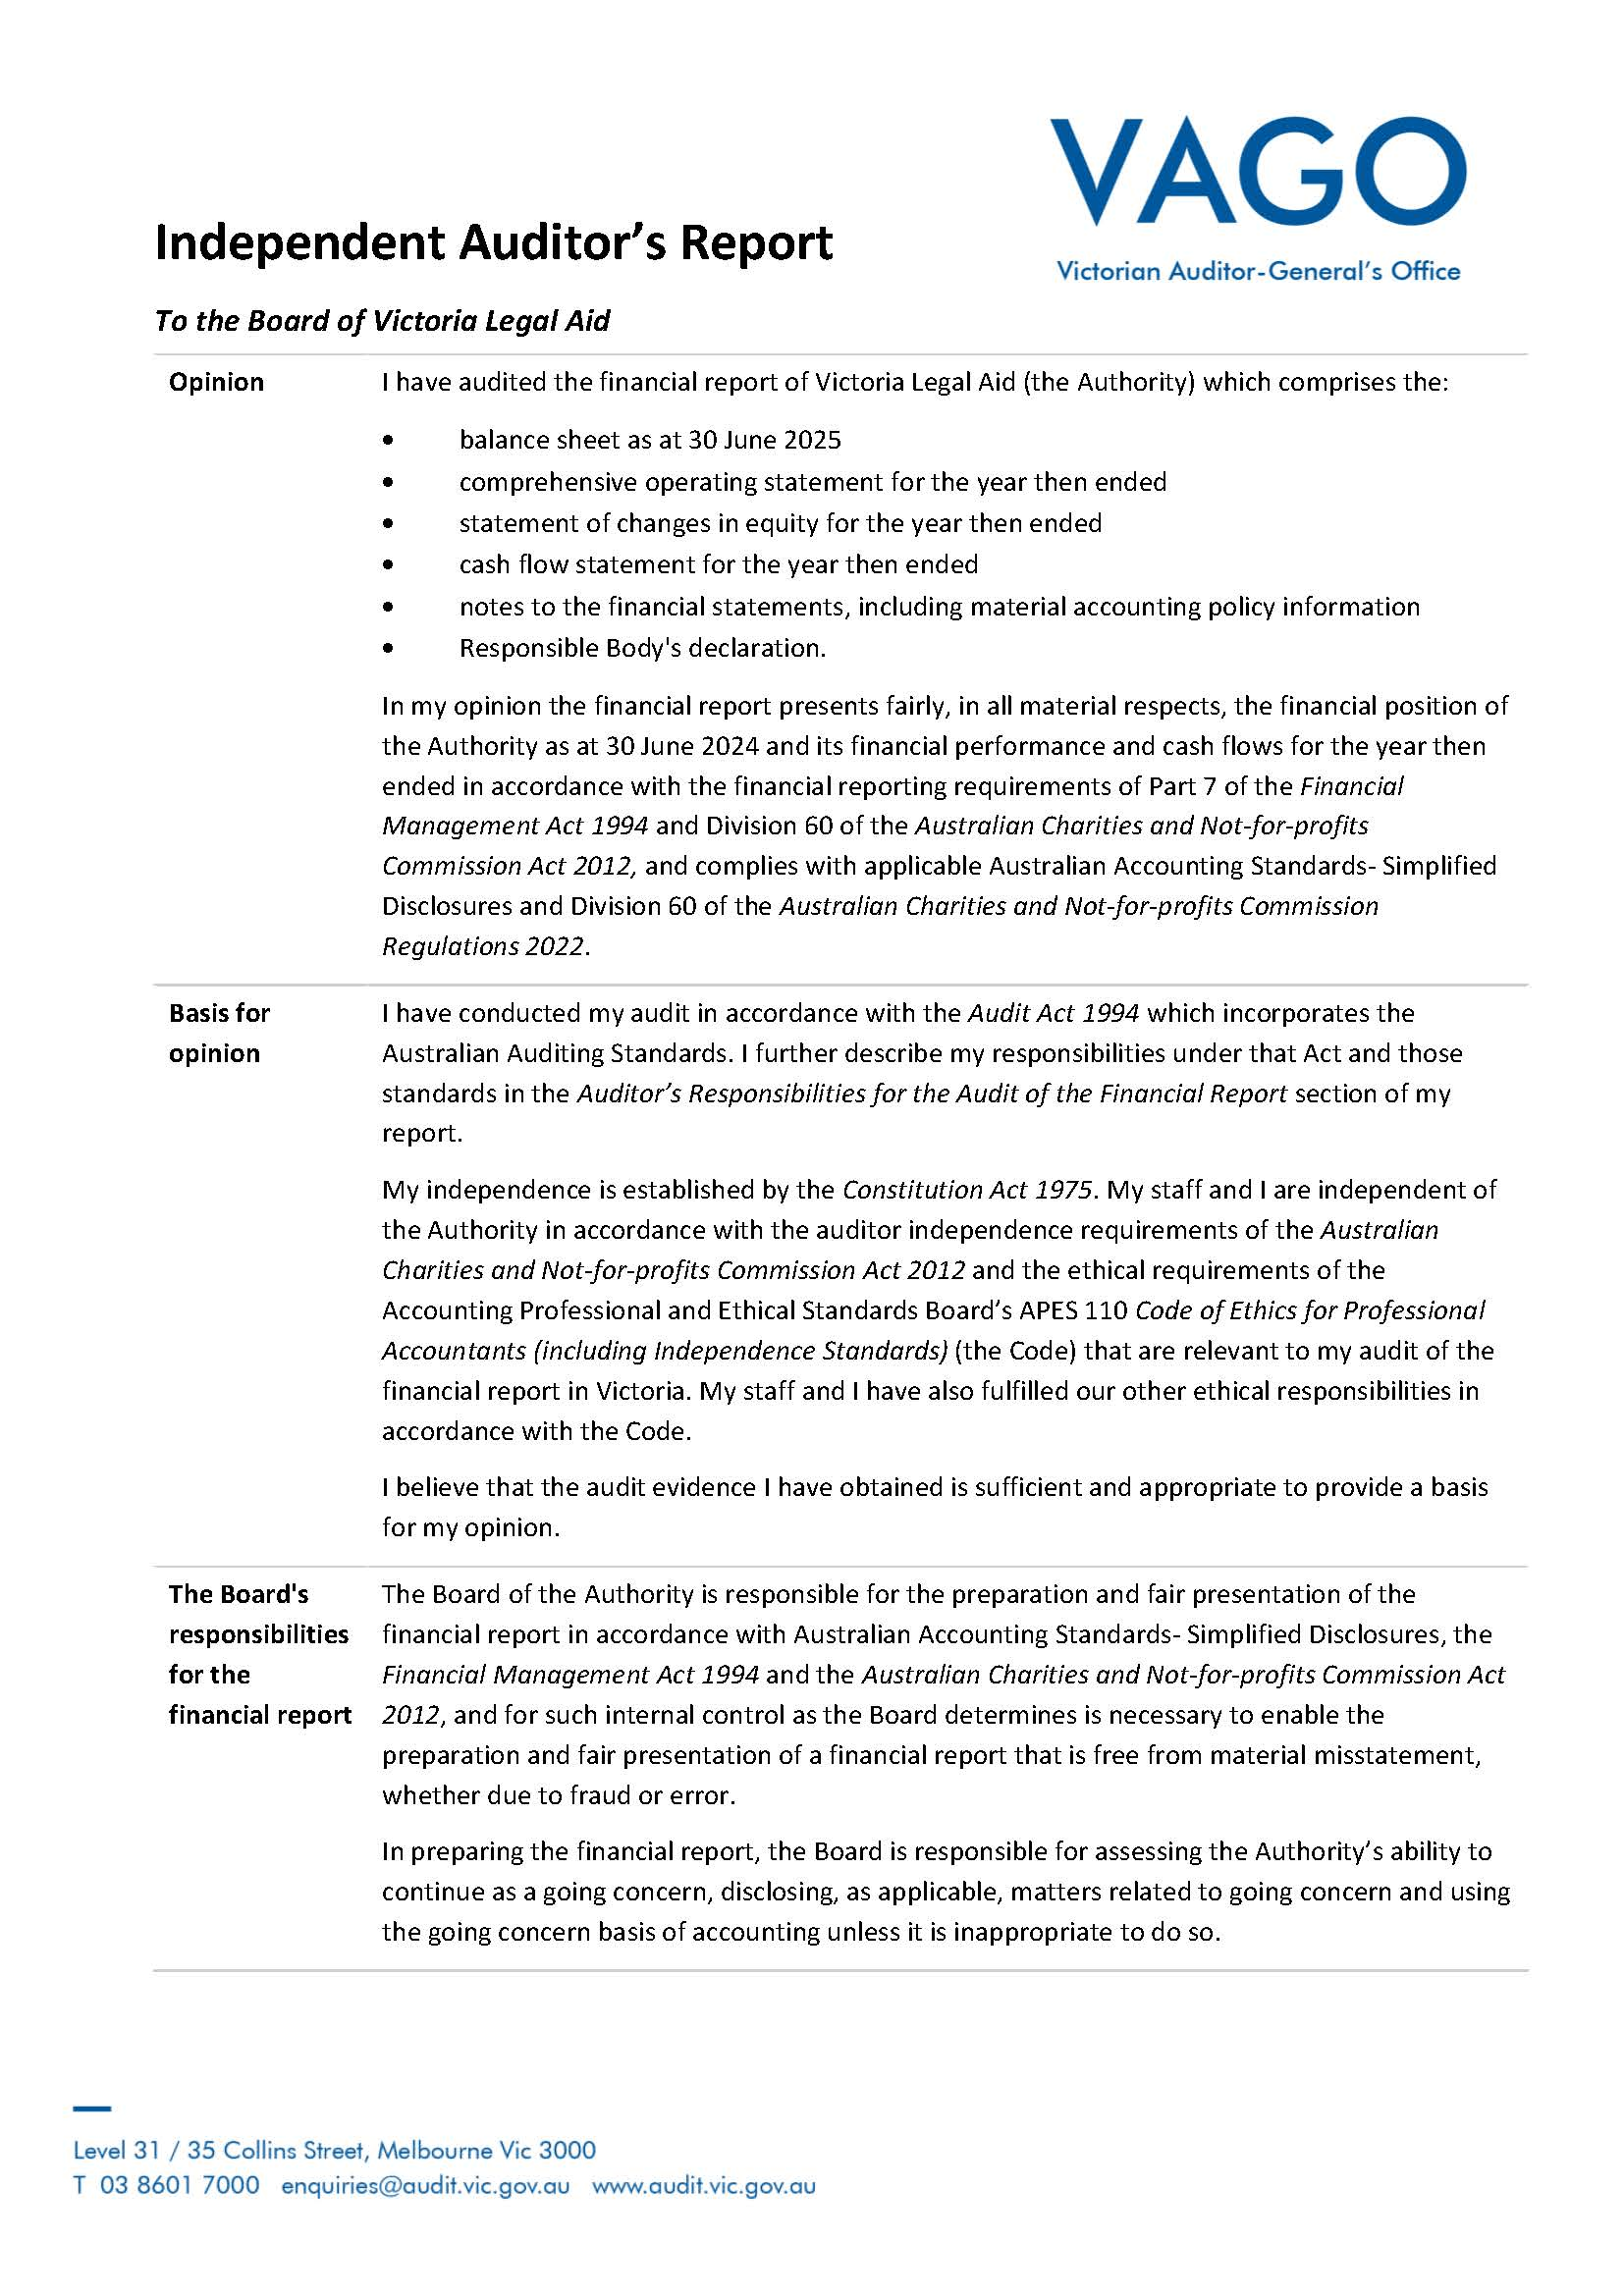 VAGO
Victorian Auditor-General's Office
Independent Auditor’s Report
To the Board of Victoria Legal Aid
Opinion
I have audited the financial report of Victoria Legal Aid (the Authority) which comprises the:
• balance sheet as at 30 June 2025
• comprehensive operating statement for the year then ended
• statement of changes in equity for the year then ended
• cash flow statement for the year then ended
• notes to the financial statements, including material accounting policy information
• Responsible Body's declaration.
In my opinion the financial report presents fairly, in all material respects, the financial position of
the Authority as at 30 June 2024 and its financial performance and cash flows for the year then
ended in accordance with the financial reporting requirements of Part 7 of the Financial
Management Act 1994 and Division 60 of the Australian Charities and Not-for-profits
Commission Act 2012, and complies with applicable Australian Accounting Standards- Simplified
Disclosures and Division 60 of the Australian Charities and Not-for-profits Commission
Regulations 2022.
Basis for
opinion
I have conducted my audit in accordance with the Audit Act 1994 which incorporates the
Australian Auditing Standards. I further describe my responsibilities under that Act and those
standards in the Auditor’s Responsibilities for the Audit of the Financial Report section of my
report.
My independence is established by the Constitution Act 1975. My staff and I are independent of
the Authority in accordance with the auditor independence requirements of the Australian
Charities and Not-for-profits Commission Act 2012 and the ethical requirements of the
Accounting Professional and Ethical Standards Board’s APES 110 Code of Ethics for Professional
Accountants (including Independence Standards) (the Code) that are relevant to my audit of the
financial report in Victoria. My staff and I have also fulfilled our other ethical responsibilities in
accordance with the Code.
I believe that the audit evidence I have obtained is sufficient and appropriate to provide a basis
for my opinion.
The Board's
responsibilities
for the
financial report
The Board of the Authority is responsible for the preparation and fair presentation of the
financial report in accordance with Australian Accounting Standards- Simplified Disclosures, the
Financial Management Act 1994 and the Australian Charities and Not-for-profits Commission Act
2012, and for such internal control as the Board determines is necessary to enable the
preparation and fair presentation of a financial report that is free from material misstatement,
whether due to fraud or error.
In preparing the financial report, the Board is responsible for assessing the Authority’s ability to
continue as a going concern, disclosing, as applicable, matters related to going concern and using
the going concern basis of accounting unless it is inappropriate to do so.
Level 31 / 35 Collins Street, Melbourne Vic 3000
T 03 8601 7000 enquiries@audit.vic.gov.au www.audit.vic.gov.au